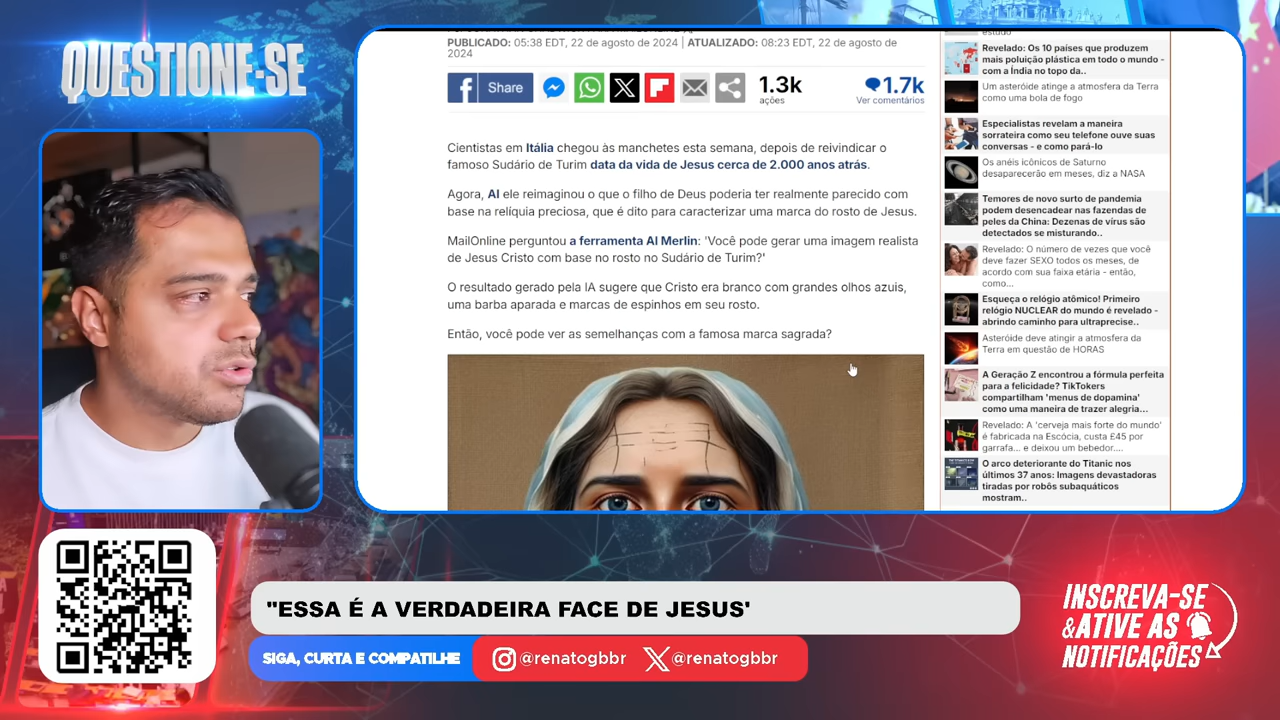 QUESTIONE-SE
PUBLICADO: 05:38 EDT, 22 de agosto de 2024 | ATUALIZADO: 08:23 EDT, 22 de agosto de
2024
Share
1.3k
ações
1.7k
Ver comentários
Cientistas em Itália chegou às manchetes esta semana, depois de reivindicar o
famoso Sudário de Turim data da vida de Jesus cerca de 2.000 anos atrás.
Agora, AI ele reimaginou o que o filho de Deus poderia ter realmente parecido com
base na relíquia preciosa, que é dito para caracterizar uma marca do rosto de Jesus.
MailOnline perguntou a ferramenta AI Merlin: 'Você pode gerar uma imagem realista
de Jesus Cristo com base no rosto no Sudário de Turim?'
O resultado gerado pela IA sugere que Cristo era branco com grandes olhos azuis,
uma barba aparada e marcas de espinhos em seu rosto.
Então, você pode ver as semelhanças com a famosa marca sagrada?
estudo
Revelado: Os 10 países que produzem
mais poluição plástica em todo o mundo -
com a Índia no topo da..
Um asteróide atinge a atmosfera da Terra
como uma bola de fogo
Especialistas revelam a maneira
sorrateira como seu telefone ouve suas
conversas - e como pará-lo
Os anéis icônicos de Saturno
desaparecerão em meses, diz a NASA
Temores de novo surto de pandemia
podem desencadear nas fazendas de
peles da China: Dezenas de vírus são
detectados se misturando..
Revelado: O número de vezes que você
deve fazer SEXO todos os meses, de
acordo com sua faixa etária - então,
como...
Esqueça o relógio atômico! Primeiro
relógio NUCLEAR do mundo é revelado -
abrindo caminho para ultraprecise..
Asteróide deve atingir a atmosfera da
Terra em questão de HORAS
A Geração Z encontrou a fórmula perfeita
para a felicidade? TikTokers
compartilham 'menus de dopamina'
como uma maneira de trazer alegria...
Revelado: A 'cerveja mais forte do mundo'
é fabricada na Escócia, custa £45 por
garrafa... e deixou um bebedor....
O arco deteriorante do Titanic nos
últimos 37 anos: Imagens devastadoras
tiradas por robôs subaquáticos
mostram..
"ESSA É A VERDADEIRA FACE DE JESUS'
SIGA, CURTA E COMPATILHE
@renatogbbr
@renatogbbr
INSCREVA-SE
&ATIVE AS
NOTIFICAÇÕES